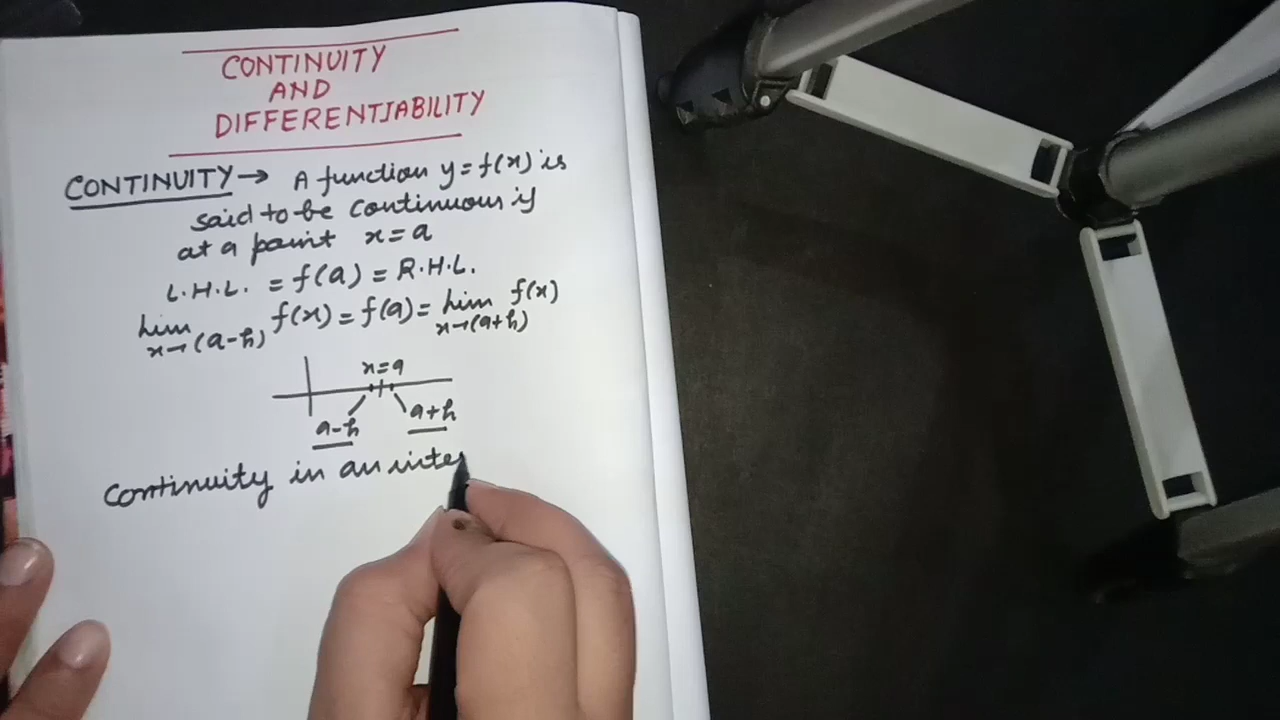 CONTINUITY
AND
DIFFERENTIABILITY
CONTINUITY → A function y = f(x) is
said to be continuous if
at a point x = a
L.H.L. = f(a) = R.H.L.
lim x→(a-h) f(x) = f(a) = lim x→(a+h) f(x)
x=a
a-h a+h
Continuity in an inte